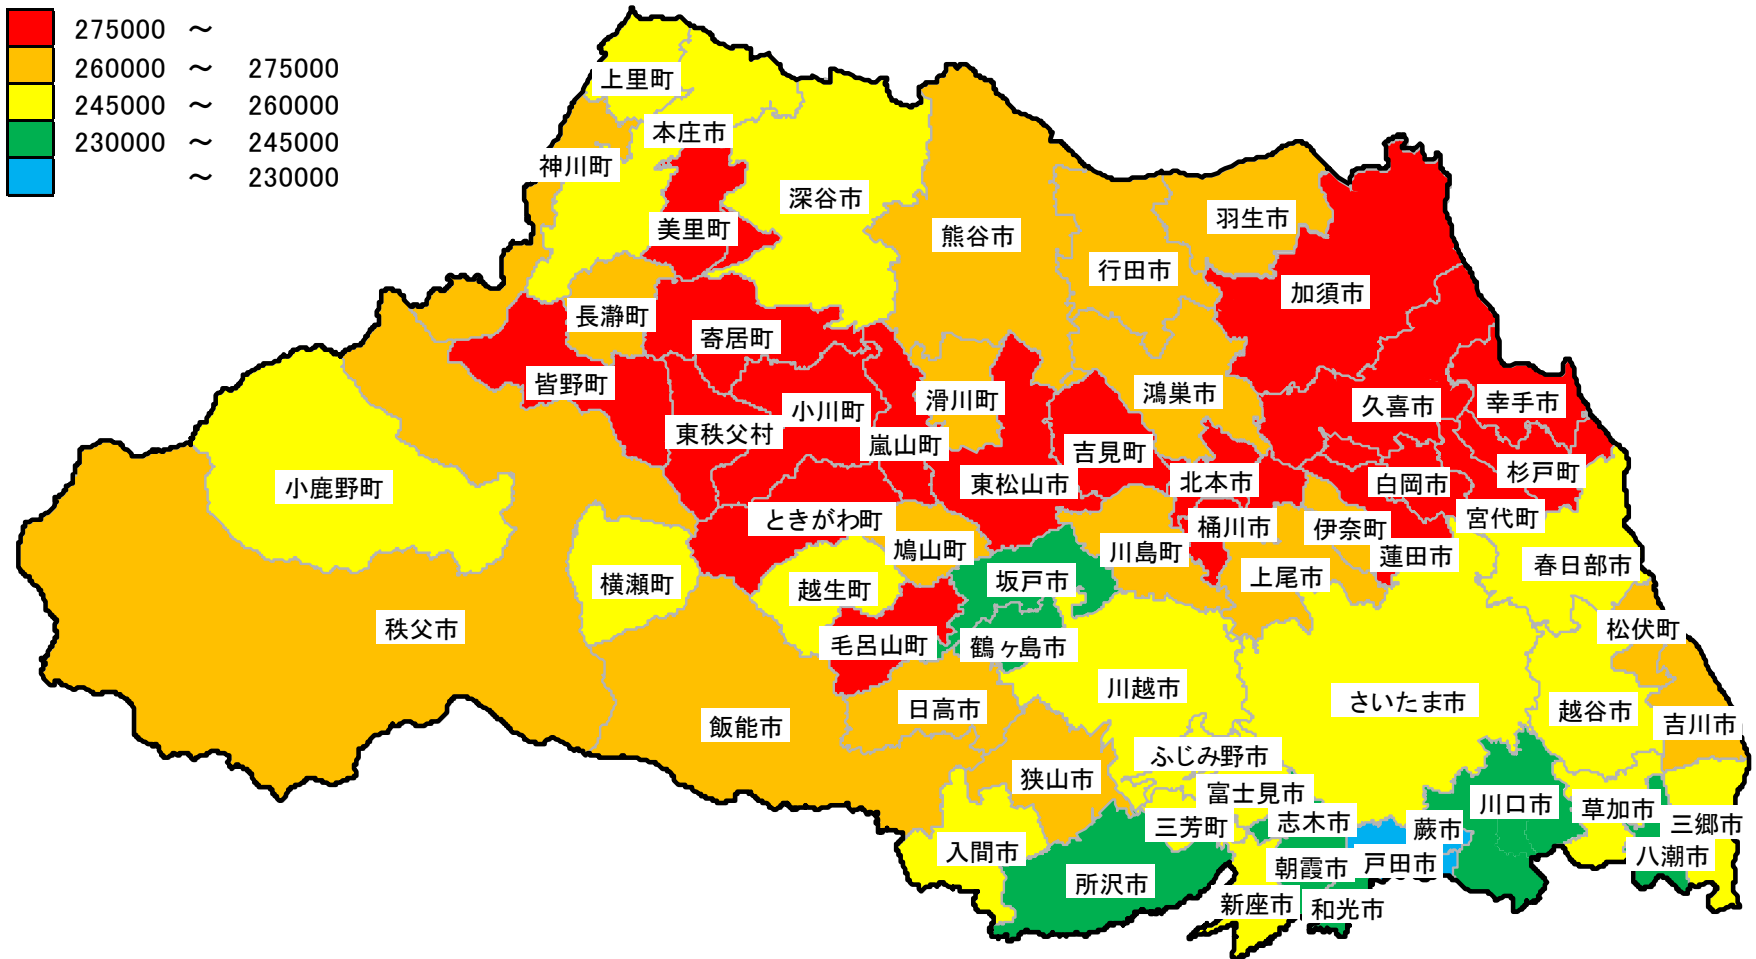 275000 ～
260000 ～ 275000
245000 ～ 260000
230000 ～ 245000
～ 230000
上里町
本庄市
神川町
深谷市
美里町
熊谷市
羽生市
行田市
加須市
長瀞町
寄居町
皆野町
小川町
滑川町
鴻巣市
久喜市
幸手市
東秩父村
嵐山町
吉見町
小鹿野町
東松山市
北本市
白岡市
杉戸町
ときがわ町
桶川市
伊奈町
宮代町
鳩山町
川島町
蓮田市
春日部市
横瀬町
越生町
坂戸市
上尾市
秩父市
毛呂山町
鶴ヶ島市
松伏町
川越市
さいたま市
日高市
越谷市
飯能市
吉川市
ふじみ野市
狭山市
富士見市
川口市
草加市
三芳町
志木市
蕨市
三郷市
入間市
朝霞市
戸田市
八潮市
所沢市
新座市
和光市